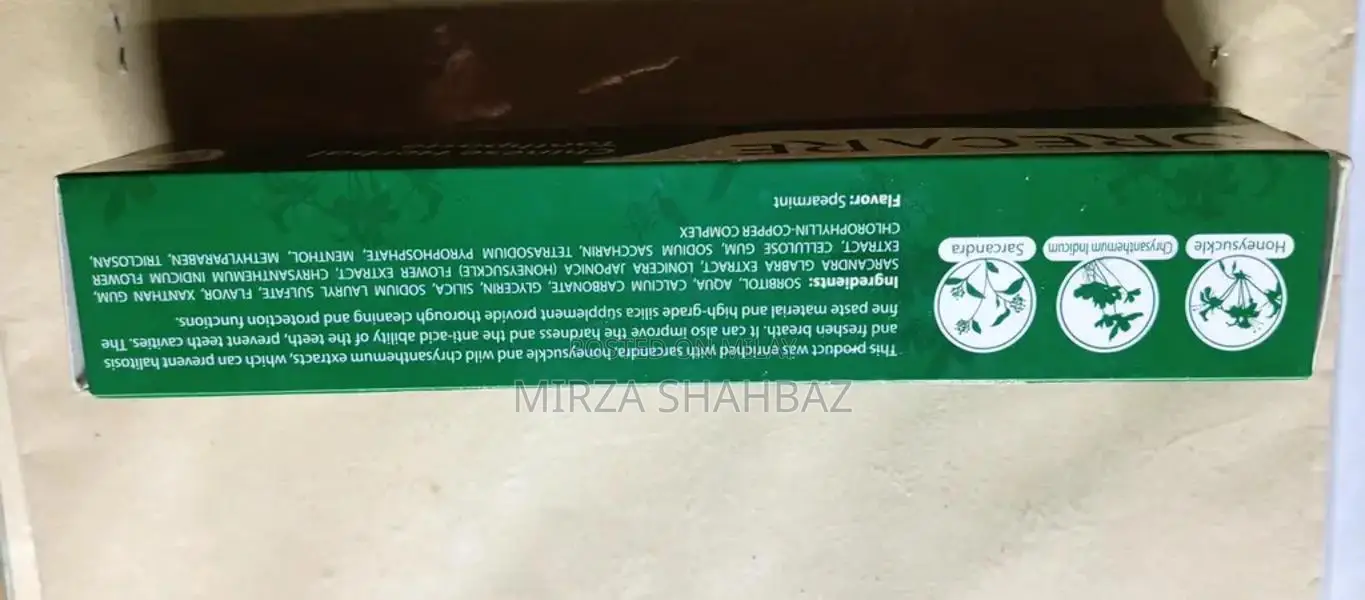 Honeysuckle
Chrysanthemum Indicum
Sarcandra
This product was enriched with sarcandra, honeysuckle and wild chrysanthemum extracts, which can prevent halitosis
and freshen breath. It can also improve the hardness and the anti-acid ability of the teeth, prevent teeth cavities. The
fine paste material and high-grade silica supplement provide thorough cleaning and protection functions.
Ingredients: SORBITOL, AQUA, CALCIUM CARBONATE, GLYCERIN, SILICA, SODIUM LAURYL SULFATE, FLAVOR, XANTHAN GUM,
SARCANDRA GLABRA EXTRACT, LONICERA JAPONICA (HONEYSUCKLE) FLOWER EXTRACT, CHRYSANTHEMUM INDICUM FLOWER
EXTRACT, CELLULOSE GUM, SODIUM SACCHARIN, TETRASODIUM PYROPHOSPHATE, MENTHOL, METHYLPARABEN, TRICLOSAN,
CHLOROPHYLLIN-COPPER COMPLEX
Flavor: Spearmint
ORECARE
Chinese Herbal
Toothpaste
POSTED ON MIJAY
MIRZA SHAHBAZ